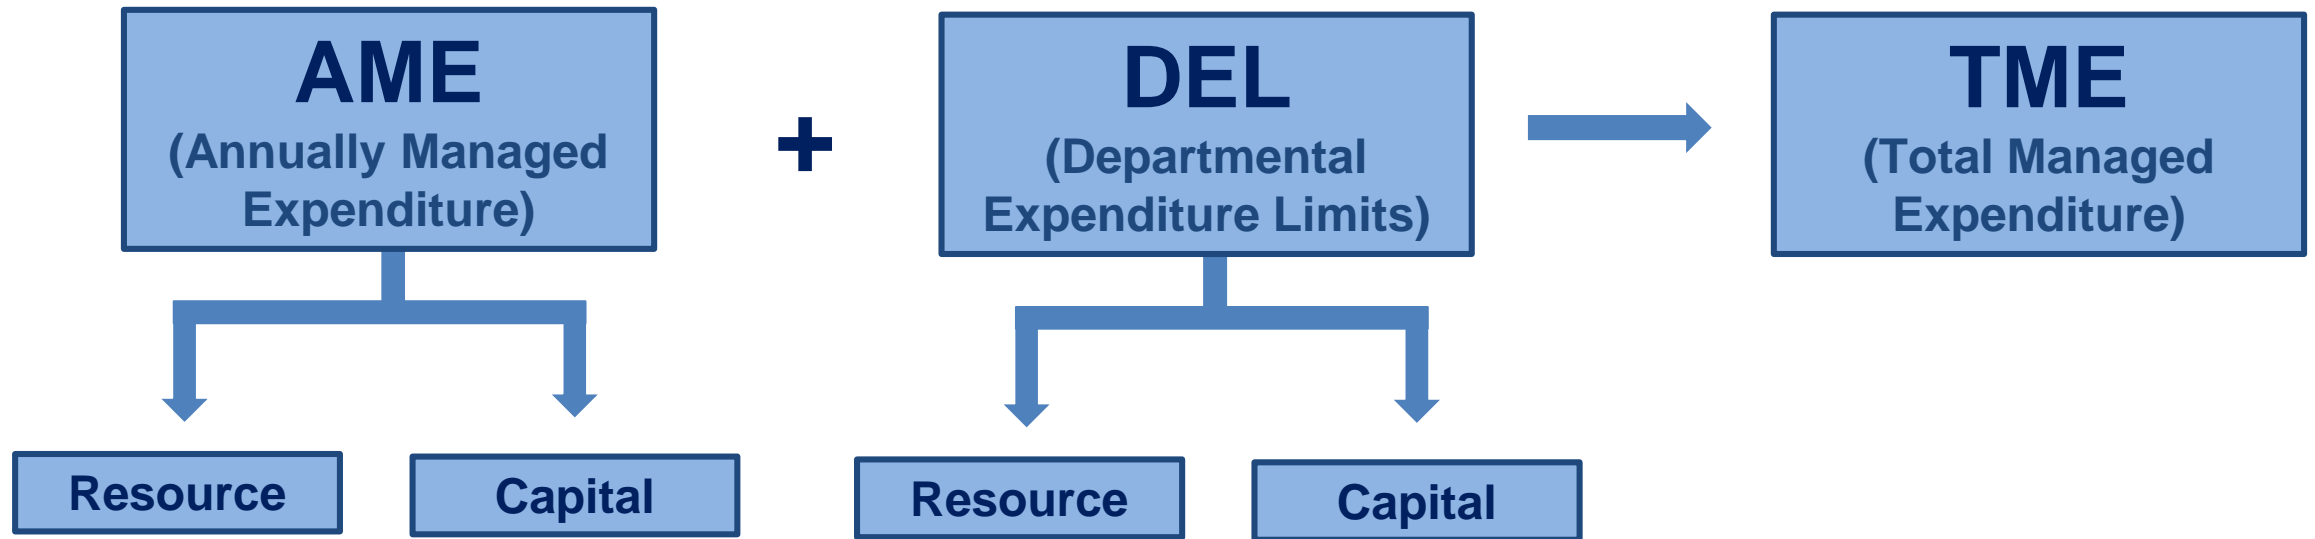 AME
(Annually Managed
Expenditure)
+
DEL
(Departmental
Expenditure Limits)
TME
(Total Managed
Expenditure)
Resource
Capital
Resource
Capital